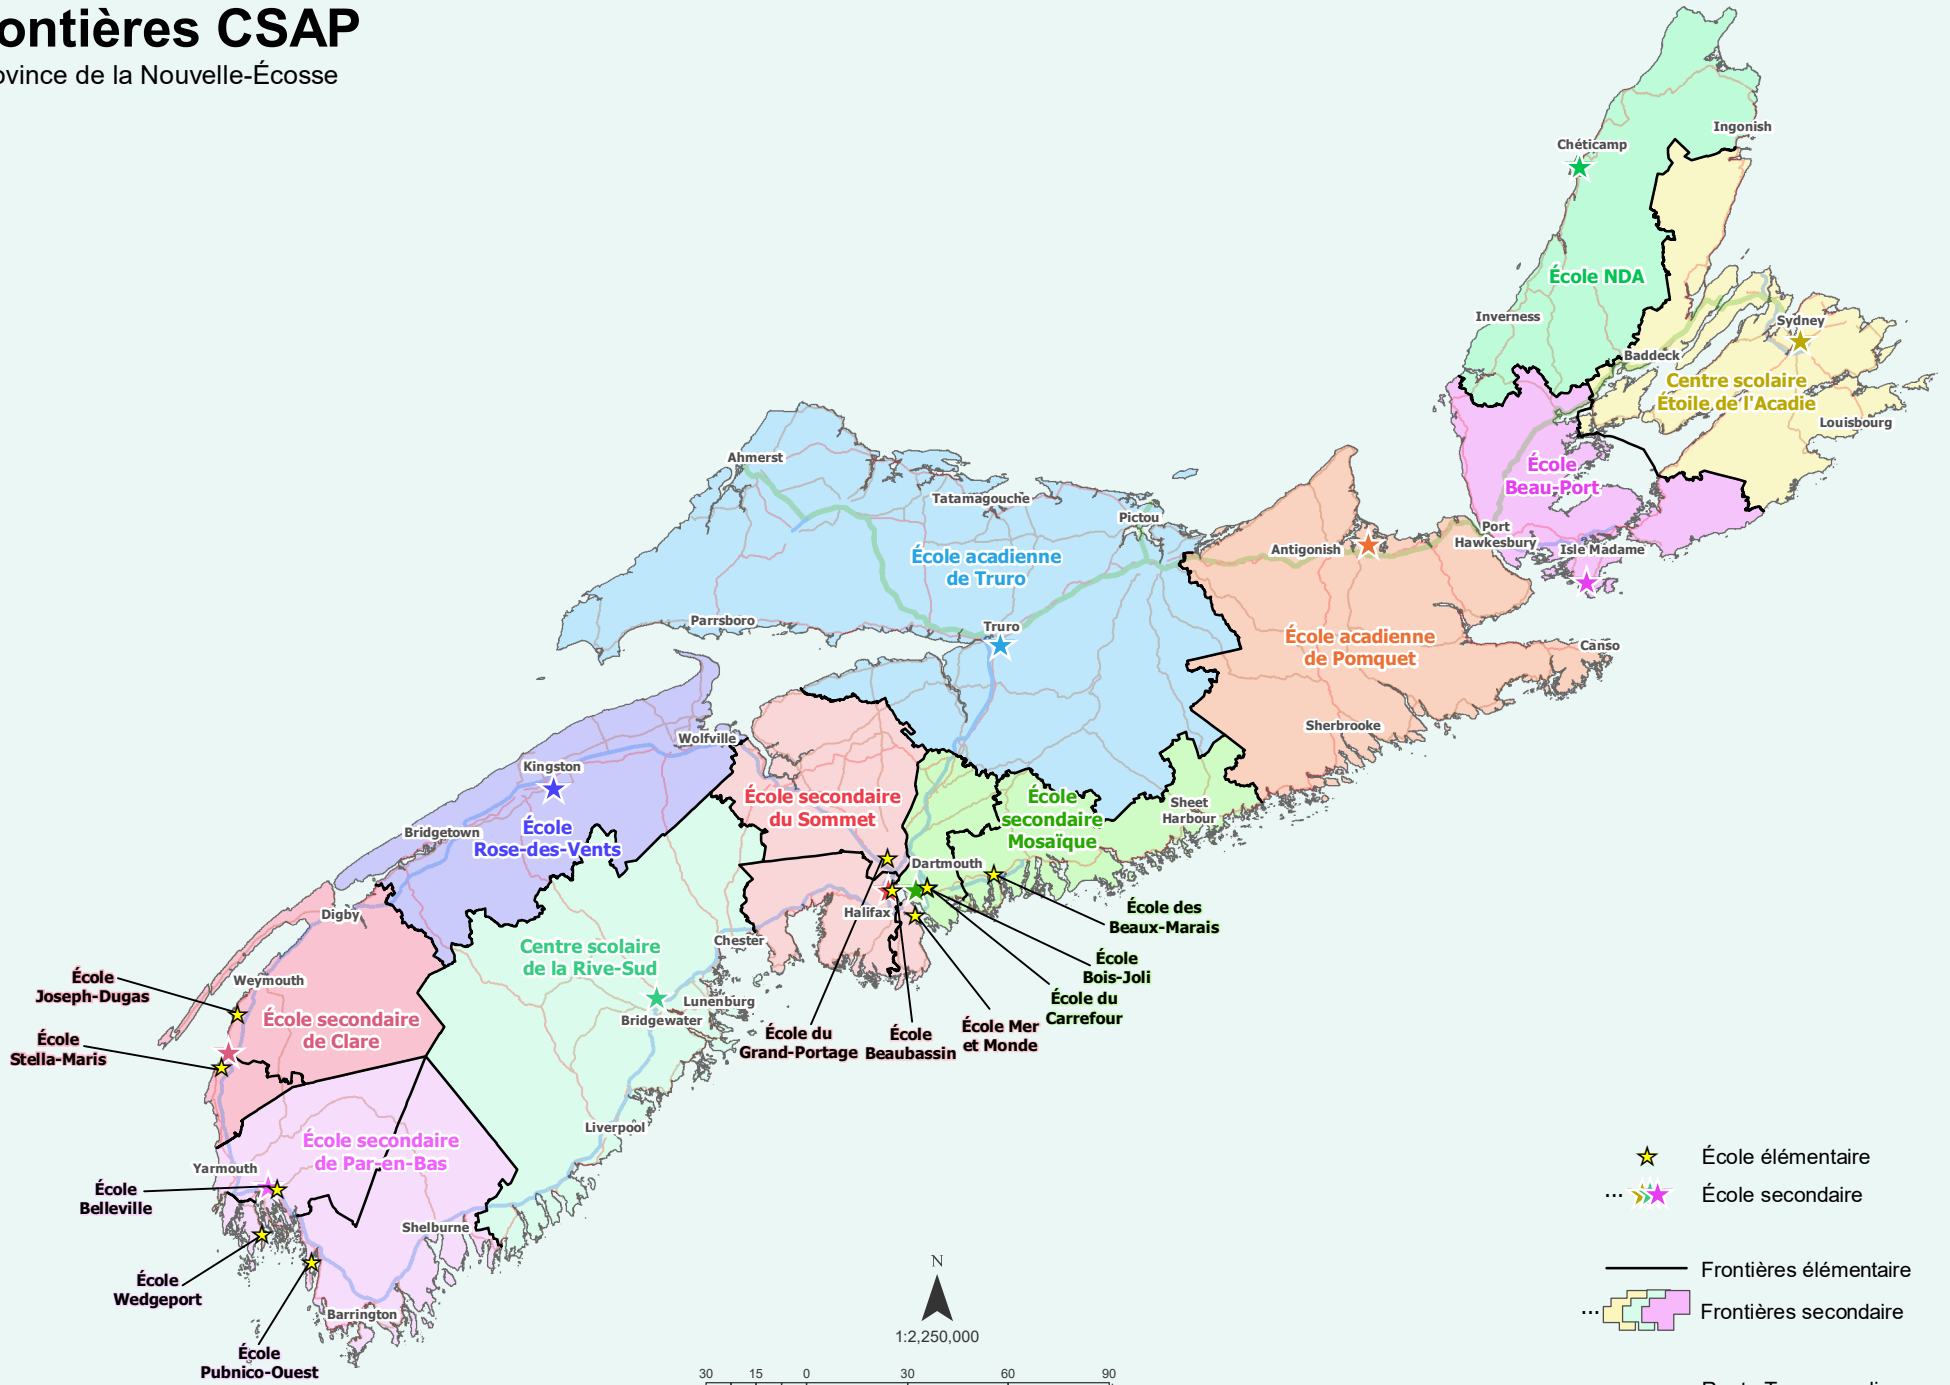 ontières CSAP
ovince de la Nouvelle-Écosse
Ingonish
Chéticamp
École NDA
Inverness
Sydney
Baddeck
Centre scolaire
Étoile de l'Acadie
Louisbourg
École
Beau-Port
Port
Hawkesbury
Isle Madame
Ahmerst
Tatamagouche
Pictou
Antigonish
École acadienne
de Truro
Parrsboro
Truro
École acadienne
de Pomquet
Canso
Sherbrooke
Wolfville
Kingston
École secondaire
du Sommet
École
secondaire
Mosaïque
Sheet
Harbour
Bridgetown
École
Rose-des-Vents
Dartmouth
Halifax
Digby
École des
Beaux-Marais
Chester
Centre scolaire
de la Rive-Sud
École
Bois-Joli
École
Joseph-Dugas
Weymouth
Lunenburg
Bridgewater
École du
Carrefour
École secondaire
de Clare
École
Stella-Maris
École du
Grand-Portage
École
Beaubassin
École Mer
et Monde
Liverpool
École secondaire
de Par-en-Bas
Yarmouth
École
Belleville
Shelburne
École
Wedgeport
Barrington
École
Pubnico-Ouest
N
1:2,250,000
30 15 0 30 60 90
École élémentaire
... École secondaire
Frontières élémentaire
... Frontières secondaire